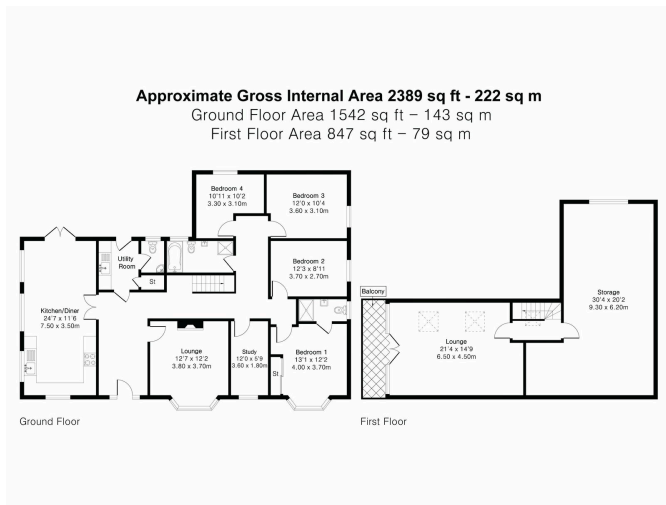 Approximate Gross Internal Area 2389 sq ft - 222 sq m
Ground Floor Area 1542 sq ft – 143 sq m
First Floor Area 847 sq ft – 79 sq m
Bedroom 4
10'11 x 10'2
3.30 x 3.10m
Bedroom 3
12'0 x 10'4
3.60 x 3.10m
Utility
Room
St
Bedroom 2
12'3 x 8'11
3.70 x 2.70m
Kitchen/Diner
24'7 x 11'6
7.50 x 3.50m
Lounge
12'7 x 12'2
3.80 x 3.70m
Study
12'0 x 5'9
3.60 x 1.80m
Bedroom 1
13'1 x 12'2
4.00 x 3.70m
St
Ground Floor
Balcony
Lounge
21'4 x 14'9
6.50 x 4.50m
Storage
30'4 x 20'2
9.30 x 6.20m
First Floor